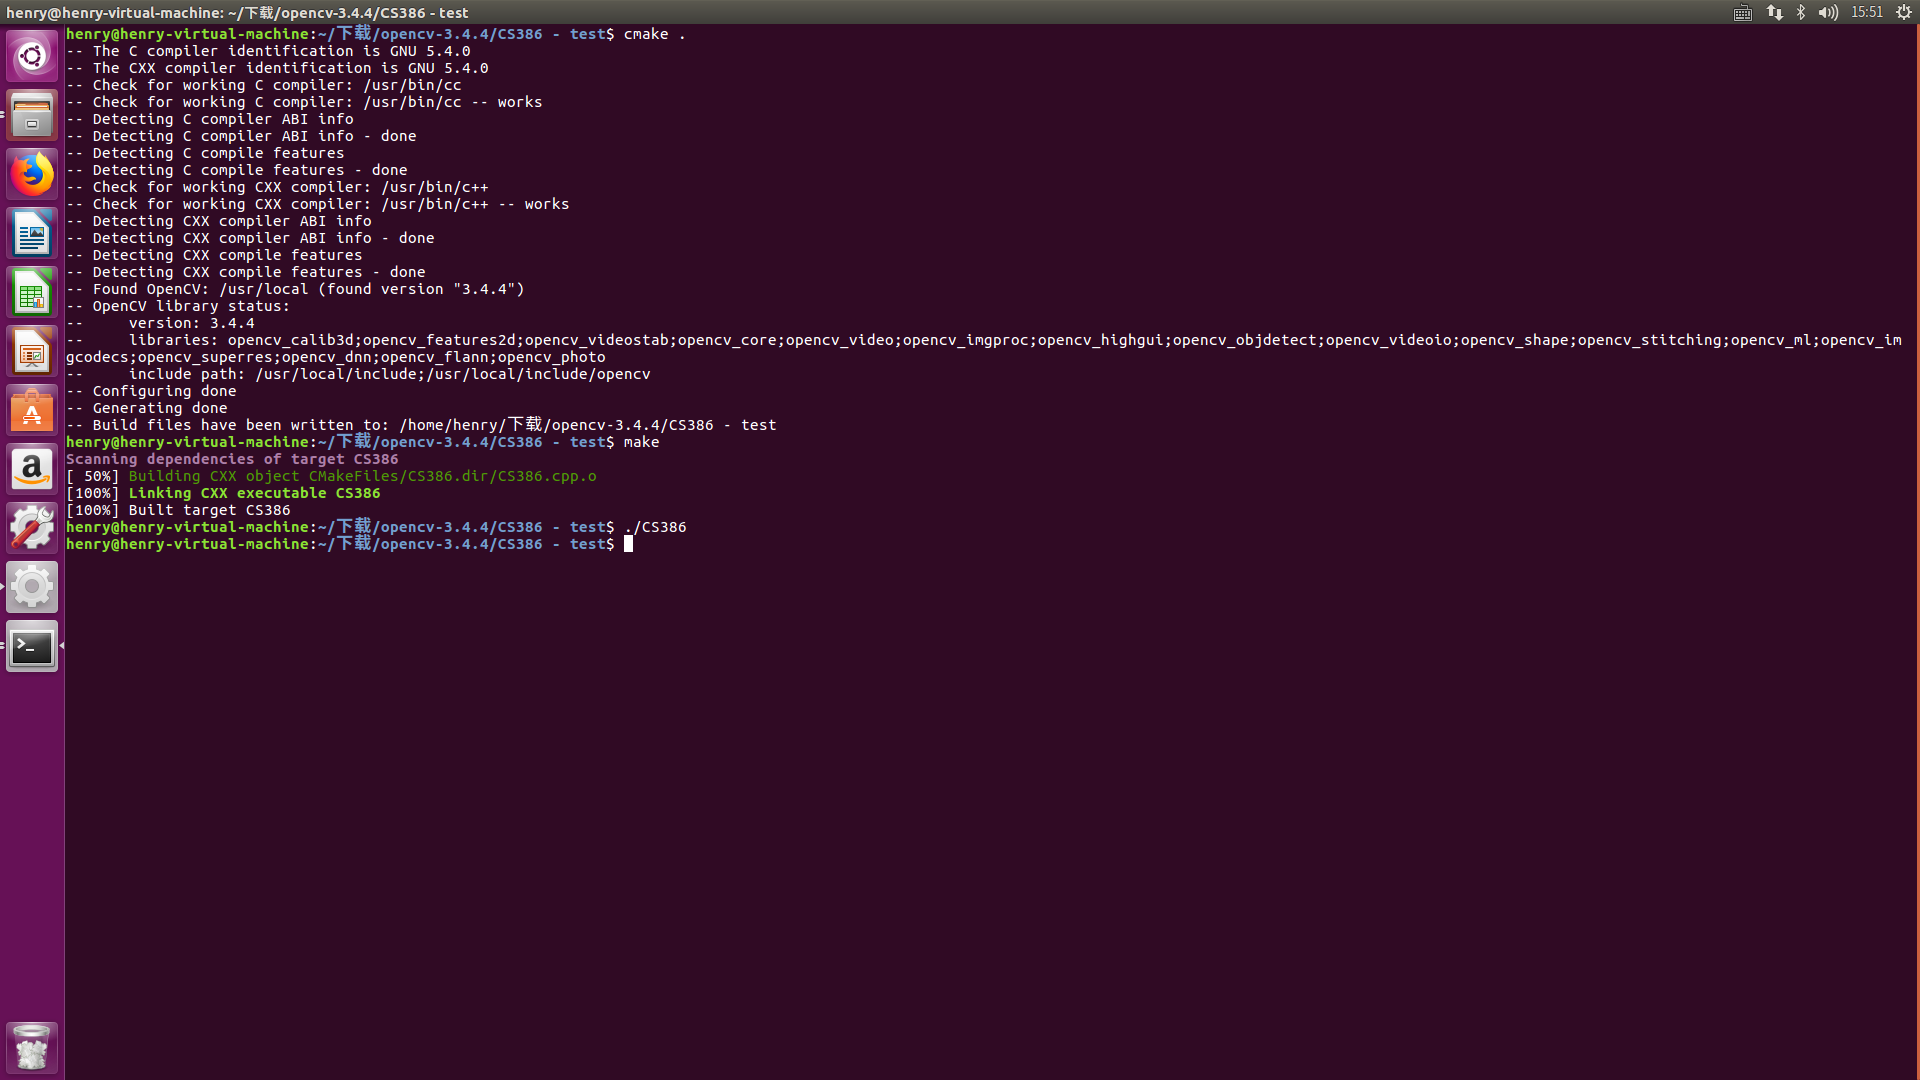 henry@henry-virtual-machine: ~/下载/opencv-3.4.4/CS386 - test
15:51
henry@henry-virtual-machine:~/下载/opencv-3.4.4/CS386 - test$ cmake .
-- The C compiler identification is GNU 5.4.0
-- The CXX compiler identification is GNU 5.4.0
-- Check for working C compiler: /usr/bin/cc
-- Check for working C compiler: /usr/bin/cc -- works
-- Detecting C compiler ABI info
-- Detecting C compiler ABI info - done
-- Detecting C compile features
-- Detecting C compile features - done
-- Check for working CXX compiler: /usr/bin/c++
-- Check for working CXX compiler: /usr/bin/c++ -- works
-- Detecting CXX compiler ABI info
-- Detecting CXX compiler ABI info - done
-- Detecting CXX compile features
-- Detecting CXX compile features - done
-- Found OpenCV: /usr/local (found version "3.4.4")
-- OpenCV library status:
--     version: 3.4.4
--     libraries: opencv_calib3d;opencv_features2d;opencv_videostab;opencv_core;opencv_video;opencv_imgproc;opencv_highgui;opencv_objdetect;opencv_videoio;opencv_shape;opencv_stitching;opencv_ml;opencv_im
gcodecs;opencv_superres;opencv_dnn;opencv_flann;opencv_photo
--     include path: /usr/local/include;/usr/local/include/opencv
-- Configuring done
-- Generating done
-- Build files have been written to: /home/henry/下载/opencv-3.4.4/CS386 - test
henry@henry-virtual-machine:~/下载/opencv-3.4.4/CS386 - test$ make
Scanning dependencies of target CS386
[ 50%] Building CXX object CMakeFiles/CS386.dir/CS386.cpp.o
[100%] Linking CXX executable CS386
[100%] Built target CS386
henry@henry-virtual-machine:~/下载/opencv-3.4.4/CS386 - test$ ./CS386
henry@henry-virtual-machine:~/下载/opencv-3.4.4/CS386 - test$